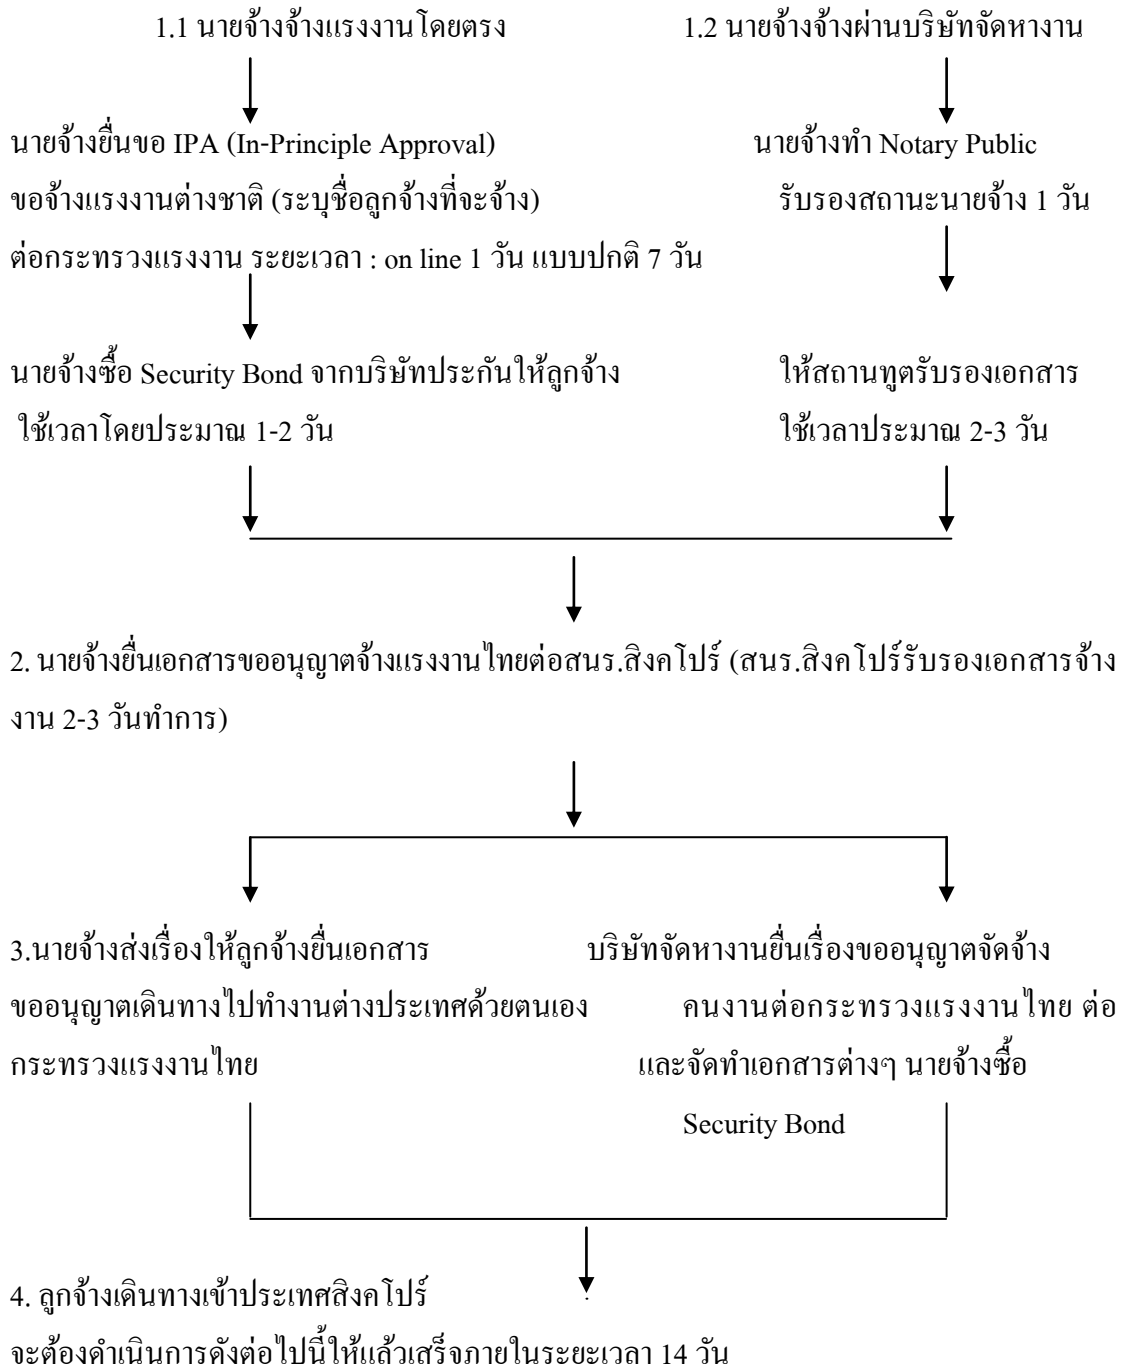 1.1 นายจ้างจ้างแรงงานโดยตรง
1.2 นายจ้างจ้างผ่านบริษัทจัดหางาน
นายจ้างยื่นขอ IPA (In-Principle Approval)
ขอจ้างแรงงานต่างชาติ (ระบุชื่อลูกจ้างที่จะจ้าง)
ต่อกระทรวงแรงงาน ระยะเวลา : on line 1 วัน แบบปกติ 7 วัน
นายจ้างทำ Notary Public
รับรองสถานะนายจ้าง 1 วัน
นายจ้างซื้อ Security Bond จากบริษัทประกันให้ลูกจ้าง
ใช้เวลาโดยประมาณ 1-2 วัน
ให้สถานทูตรับรองเอกสาร
ใช้เวลาประมาณ 2-3 วัน
2. นายจ้างยื่นเอกสารขออนุญาตจ้างแรงงานไทยต่อสนร.สิงคโปร์ (สนร.สิงคโปร์รับรองเอกสารจ้าง
งาน 2-3 วันทำการ)
3.นายจ้างส่งเรื่องให้ลูกจ้างยื่นเอกสาร
ขออนุญาตเดินทางไปทำงานต่างประเทศด้วยตนเอง
กระทรวงแรงงานไทย
บริษัทจัดหางานยื่นเรื่องขออนุญาตจัดจ้าง
คนงานต่อกระทรวงแรงงานไทย ต่อ
และจัดทำเอกสารต่างๆ นายจ้างซื้อ
Security Bond
4. ลูกจ้างเดินทางเข้าประเทศสิงคโปร์
จะต้องดำเนินการดังต่อไปนี้ให้แล้วเสร็จภายในระยะเวลา 14 วัน